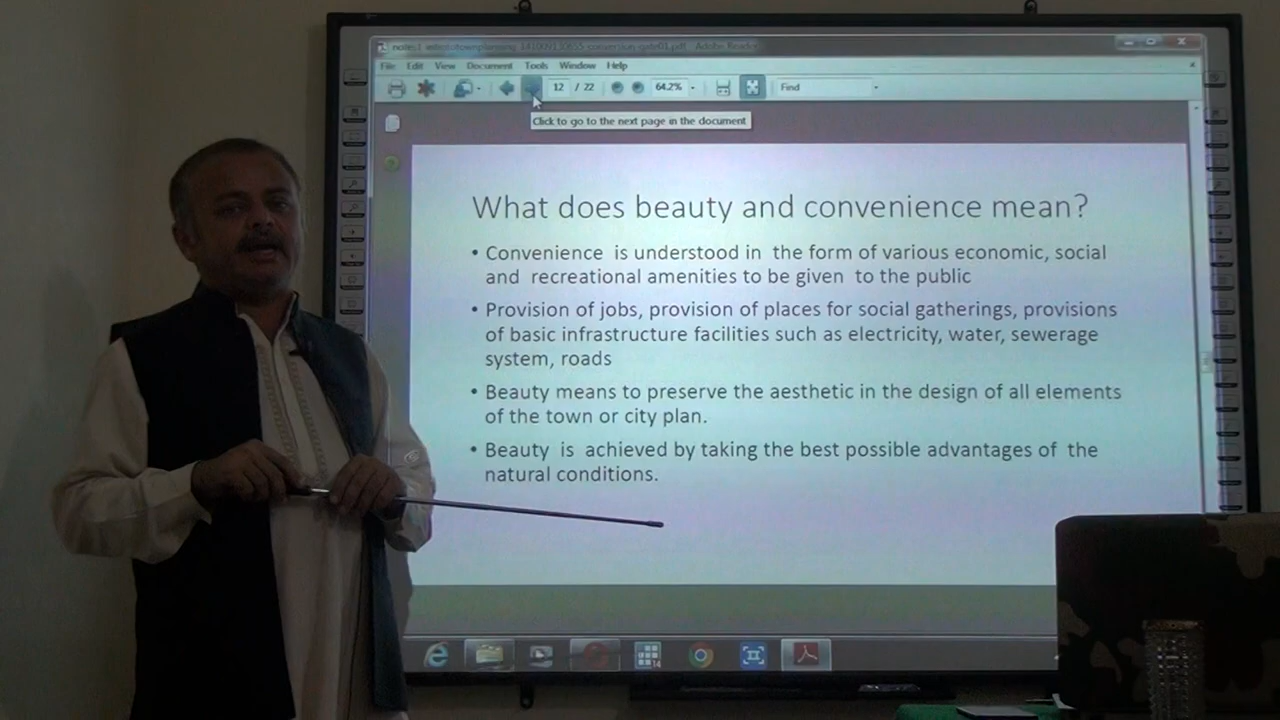 File Edit View Document Tools Window Help
12 / 22 64.2% Find
Click to go to the next page in the document
What does beauty and convenience mean?
• Convenience is understood in the form of various economic, social
and recreational amenities to be given to the public
• Provision of jobs, provision of places for social gatherings, provisions
of basic infrastructure facilities such as electricity, water, sewerage
system, roads
• Beauty means to preserve the aesthetic in the design of all elements
of the town or city plan.
• Beauty is achieved by taking the best possible advantages of the
natural conditions.
14